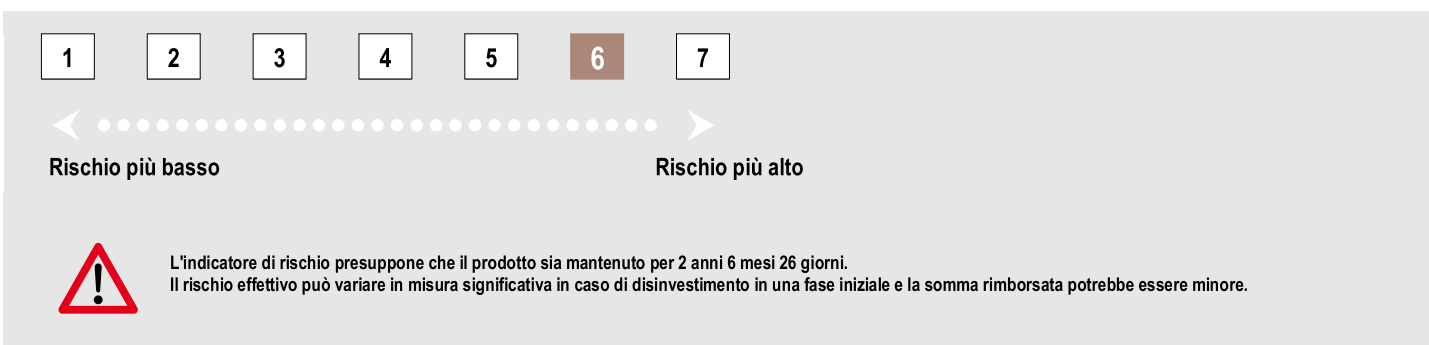 1 2 3 4 5 6 7
Rischio più basso Rischio più alto
L'indicatore di rischio presuppone che il prodotto sia mantenuto per 2 anni 6 mesi 26 giorni.
Il rischio effettivo può variare in misura significativa in caso di disinvestimento in una fase iniziale e la somma rimborsata potrebbe essere minore.